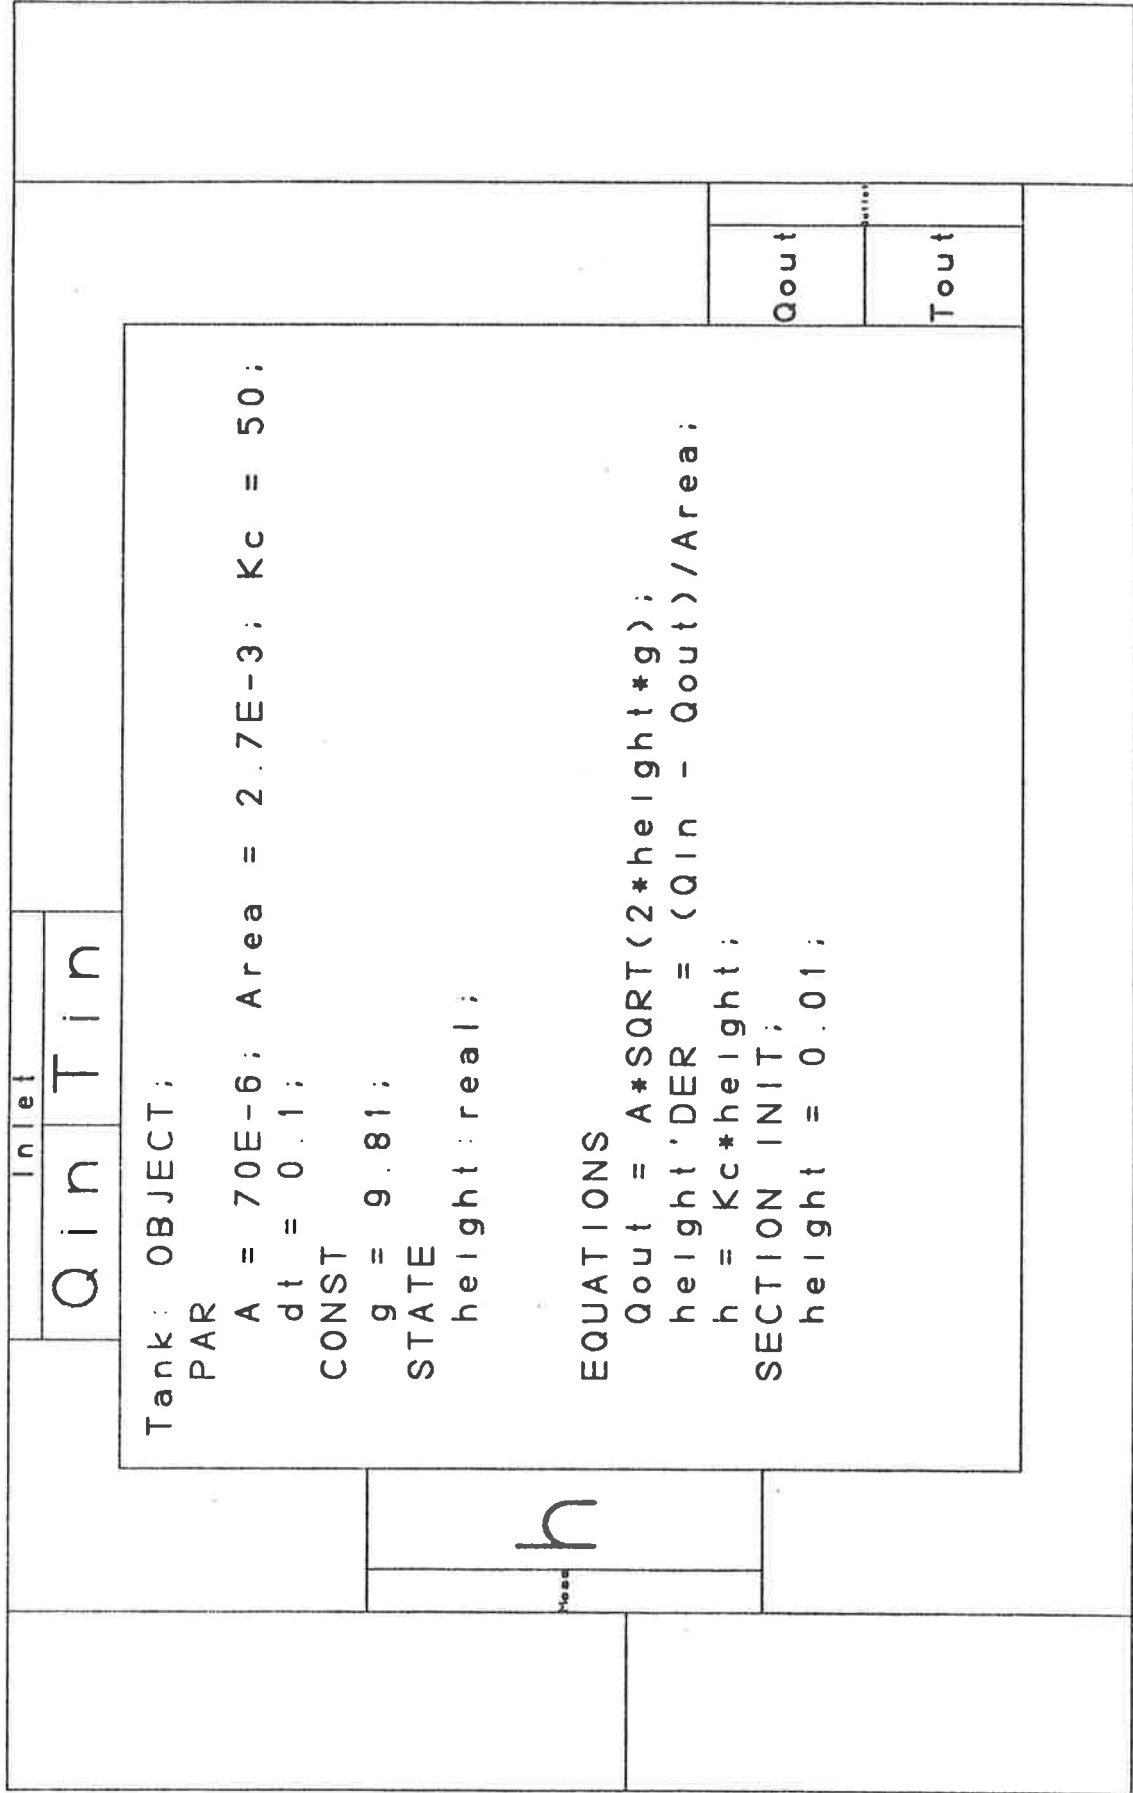 Inlet
Qin Tin
Tank: OBJECT;
PAR
A = 70E-6; Area = 2.7E-3; Kc = 50;
dt = 0.1;
CONST
g = 9.81;
STATE
height:real;
EQUATIONS
Qout = A*SQRT(2*height*g);
height'DER = (Qin - Qout)/Area;
h = Kc*height;
SECTION INIT;
height = 0.01;
h
Qout
Tout